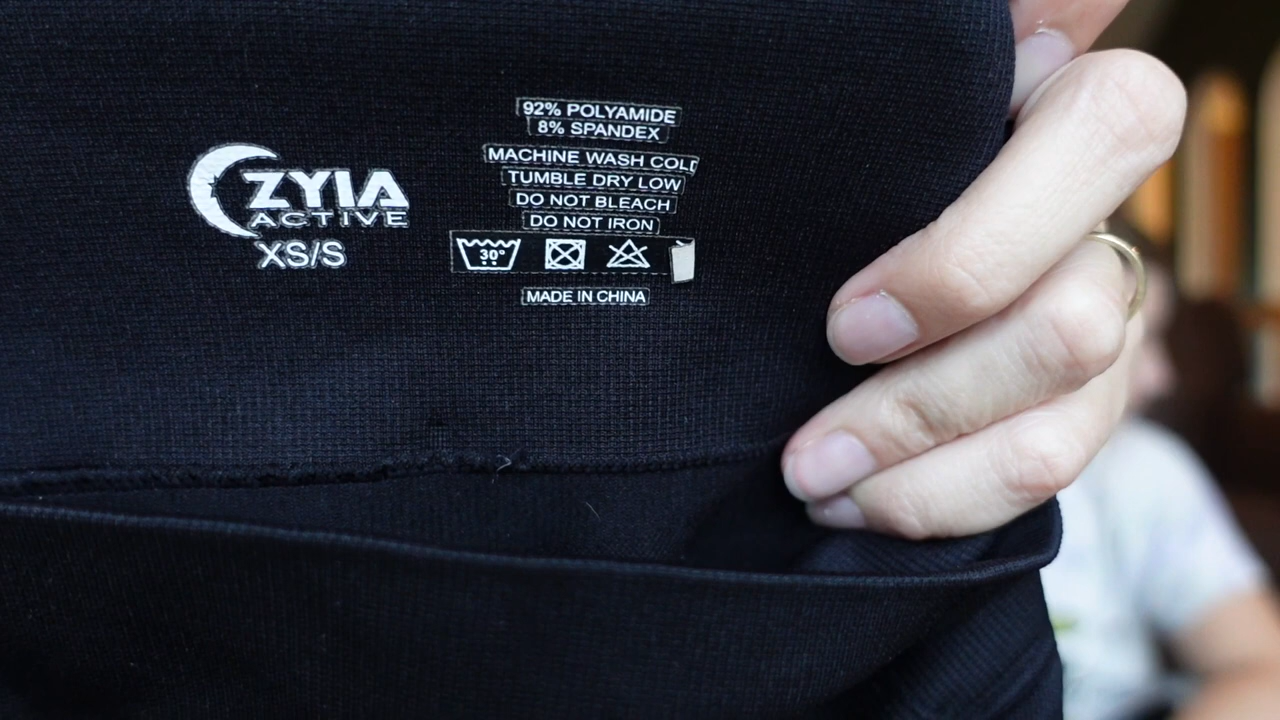 ZYIA
ACTIVE
XS/S
92% POLYAMIDE
8% SPANDEX
MACHINE WASH COLD
TUMBLE DRY LOW
DO NOT BLEACH
DO NOT IRON
30°
MADE IN CHINA